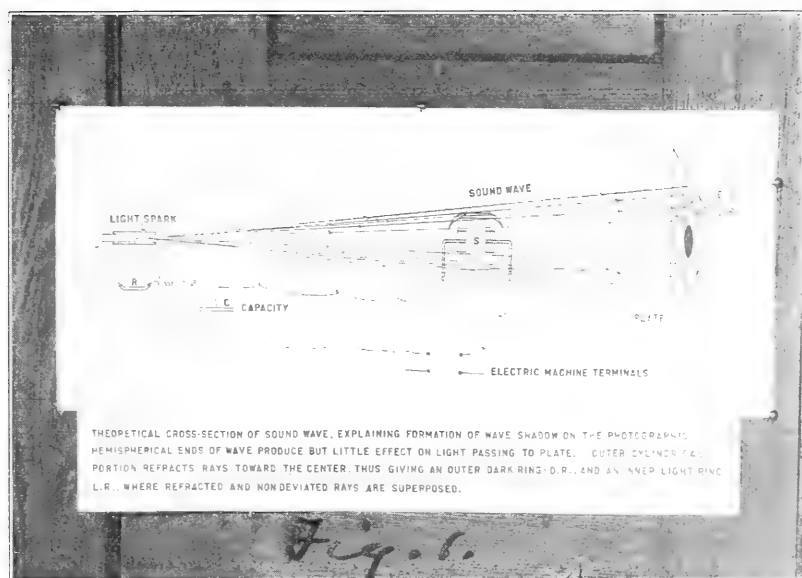 SOUND WAVE
LIGHT SPARK
S
R
C CAPACITY
PLATE
ELECTRIC MACHINE TERMINALS
THEORETICAL CROSS-SECTION OF SOUND WAVE, EXPLAINING FORMATION OF WAVE SHADOW ON THE PHOTOGRAPHIC
HEMISPHERICAL ENDS OF WAVE PRODUCE BUT LITTLE EFFECT ON LIGHT PASSING TO PLATE. OUTER CYLINDRICAL
PORTION REFRACTS RAYS TOWARD THE CENTER, THUS GIVING AN OUTER DARK RING-D.R., AND AN INNER LIGHT RING
L.R., WHERE REFRACTED AND NON DEVIATED RAYS ARE SUPERPOSED.
Fig. 6.